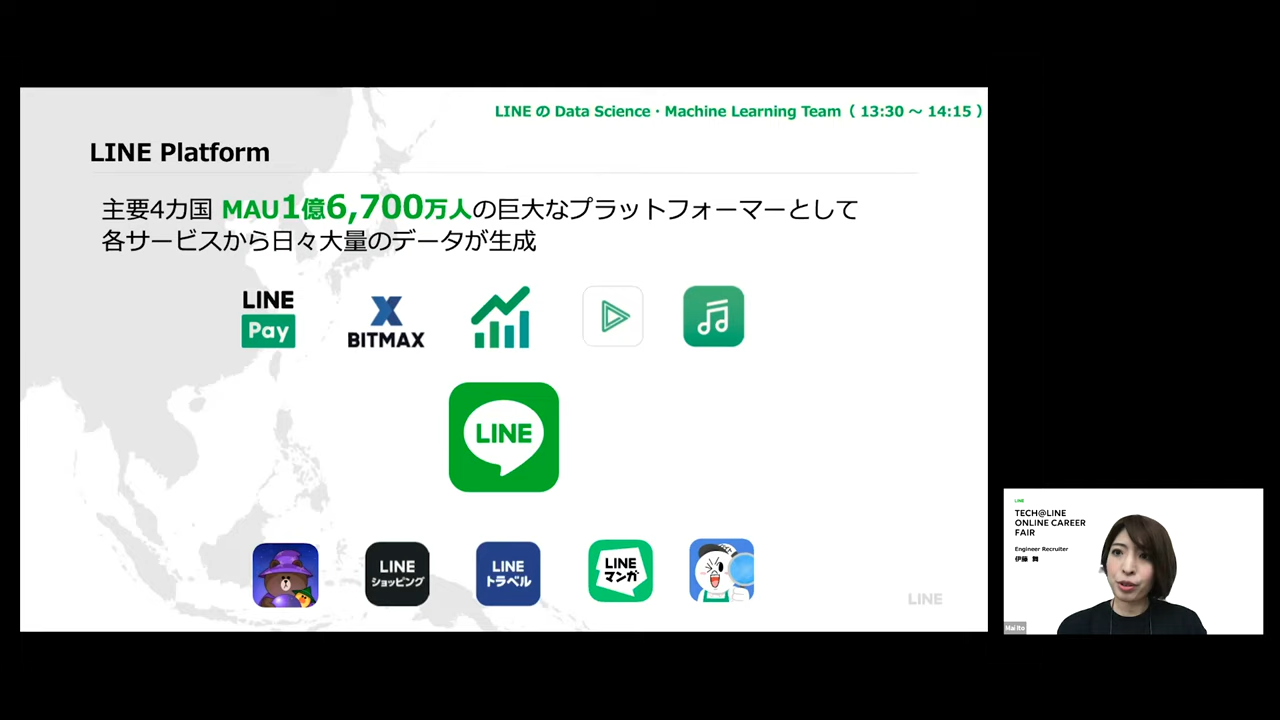 LINE の Data Science・Machine Learning Team（ 13:30 ～ 14:15 ）
LINE Platform
主要4カ国 MAU1億6,700万人の巨大なプラットフォーマーとして
各サービスから日々大量のデータが生成
LINE
Pay
BITMAX
LINE
LINE
ショッピング
LINE
トラベル
LINE
マンガ
LINE
LINE
TECH@LINE
ONLINE CAREER
FAIR
Engineer Recruiter
伊藤 舞
Mai Ito